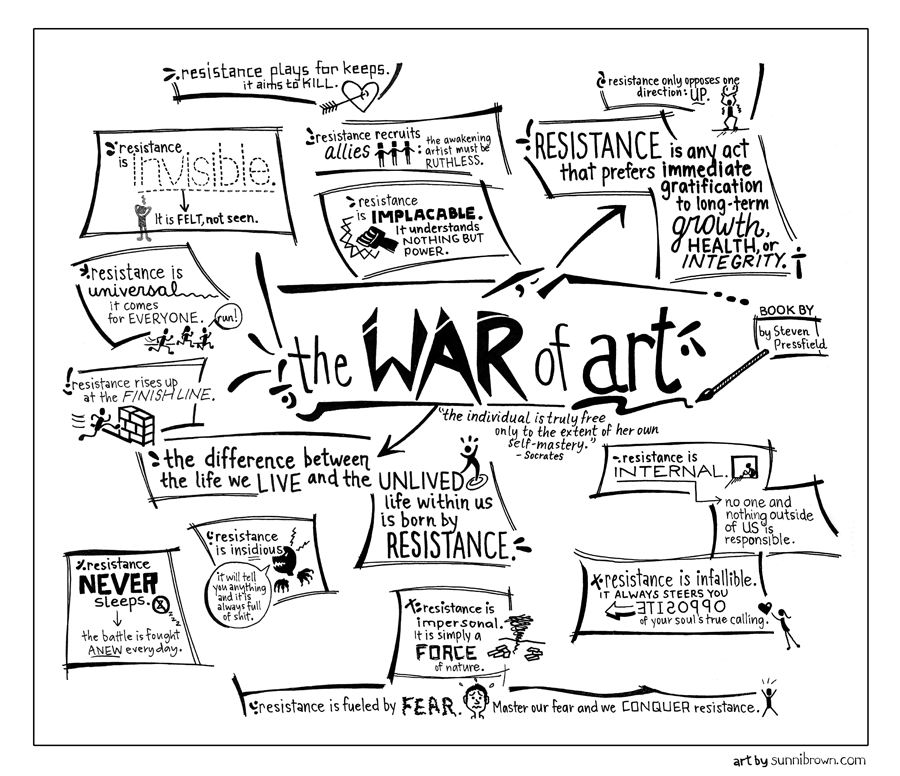 resistance plays for keeps.
it aims to KILL.
resistance only opposes one
direction: UP.
resistance
is invisible.
It is FELT, not seen.
resistance recruits
allies : the awakening
artist must be
RUTHLESS.
RESISTANCE is any act
that prefers immediate
gratification
to long-term
growth,
HEALTH, or
INTEGRITY.
resistance
is IMPLACABLE.
It understands
NOTHING BUT
POWER.
resistance is
universal
it comes
for EVERYONE.
run!
BOOK BY
by Steven
Pressfield
the WAR of art
resistance rises up
at the FINISH LINE.
"the individual is truly free
only to the extent of her own
self-mastery."
- Socrates
the difference between
the life we LIVE and the UNLIVED
life within us
is born by
RESISTANCE.
resistance is
INTERNAL.
no one and
nothing outside
of US is
responsible.
resistance
is insidious
it will tell
you anything
and it is
always full
of shit.
resistance
NEVER
sleeps.
zzzz
the battle is fought
ANEW everyday.
resistance is
impersonal.
It is simply a
FORCE
of nature.
resistance is infallible.
IT ALWAYS STEERS YOU
OPPOSITE
of your soul's true calling.
resistance is fueled by FEAR. Master our fear and we CONQUER resistance.
art by sunnibrown.com